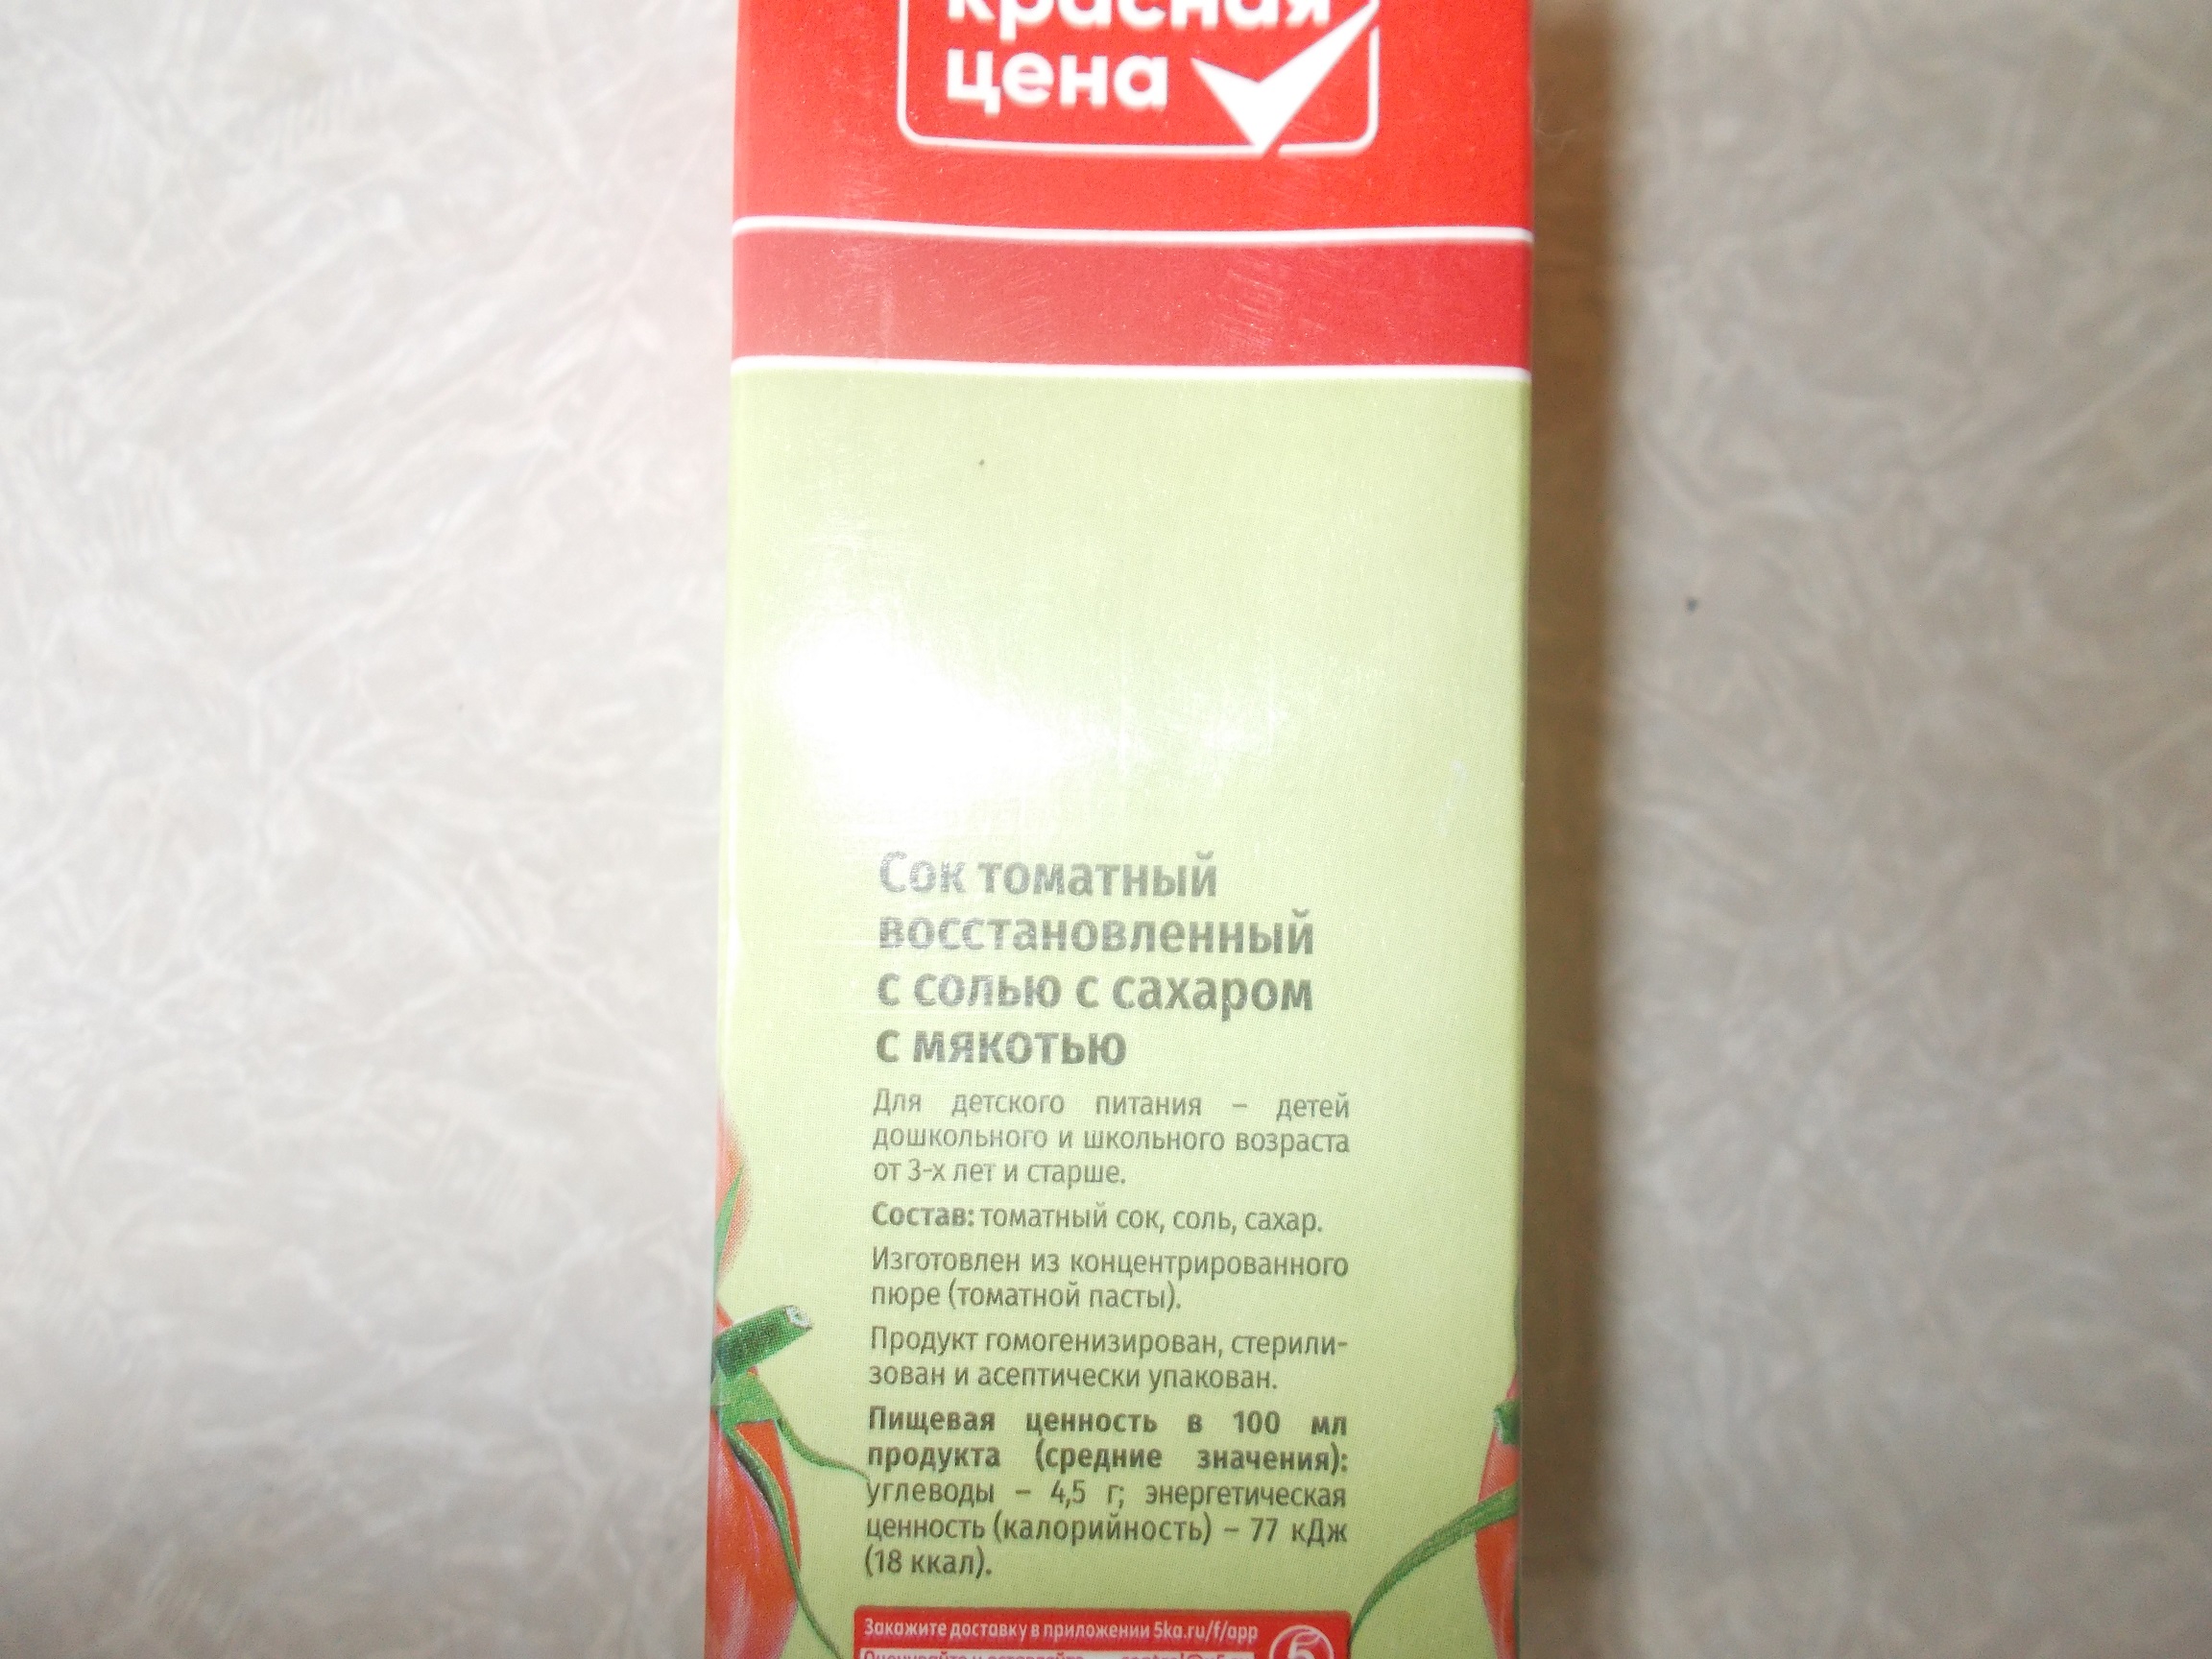 красная
цена
Сок томатный
восстановленный
с солью с сахаром
с мякотью
Для детского питания – детей
дошкольного и школьного возраста
от 3-х лет и старше.
Состав: томатный сок, соль, сахар.
Изготовлен из концентрированного
пюре (томатной пасты).
Продукт гомогенизирован, стерили-
зован и асептически упакован.
Пищевая ценность в 100 мл
продукта (средние значения):
углеводы – 4,5 г; энергетическая
ценность (калорийность) – 77 кДж
(18 ккал).
Закажите доставку в приложении 5ka.ru/f/app
5